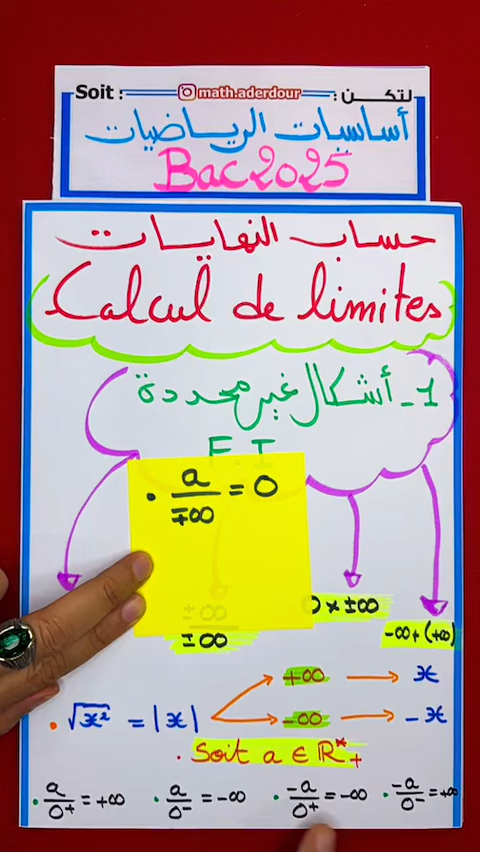 Soit : math.aderdour لتكن :
أساسيات الرياضيات
Bac2025
حساب النهايات
Calcul de limites
1_ أشكال غير محددة
F.I
• a/∓∞ = 0
±∞/±∞
0 × ±∞
-∞ + (+∞)
+∞ → x
• √x² = |x|
-∞ → -x
. Soit a ∈ ℝ*₊
• a/0⁺ = +∞ • a/0⁻ = -∞ • -a/0⁺ = -∞ • -a/0⁻ = +∞